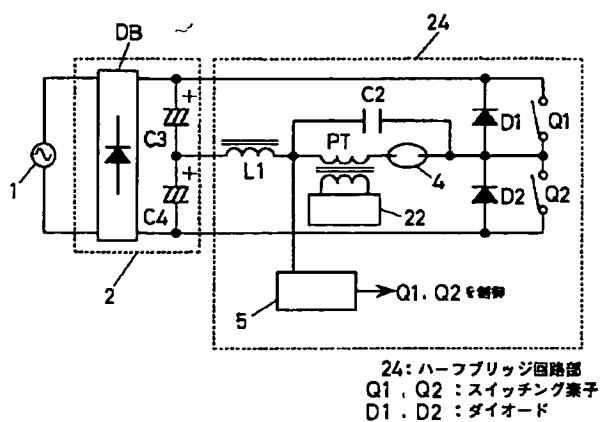 24
DB
C2
+
C3
PT
D1
Q1
1
+
L1
4
C4
D2
Q2
22
2
5
Q1, Q2を制御
24:ハーフブリッジ回路部
Q1, Q2:スイッチング素子
D1, D2:ダイオード